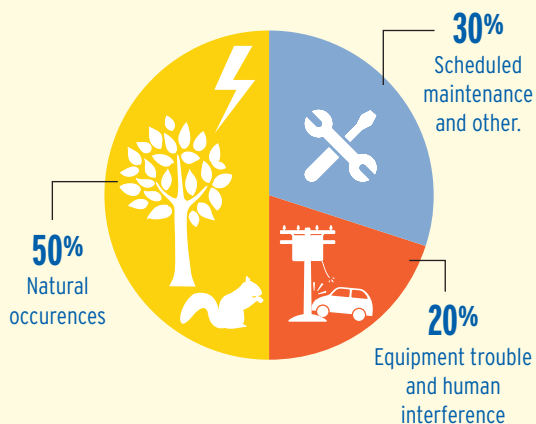 30%
Scheduled
maintenance
and other.
50%
Natural
occurences
20%
Equipment trouble
and human
interference